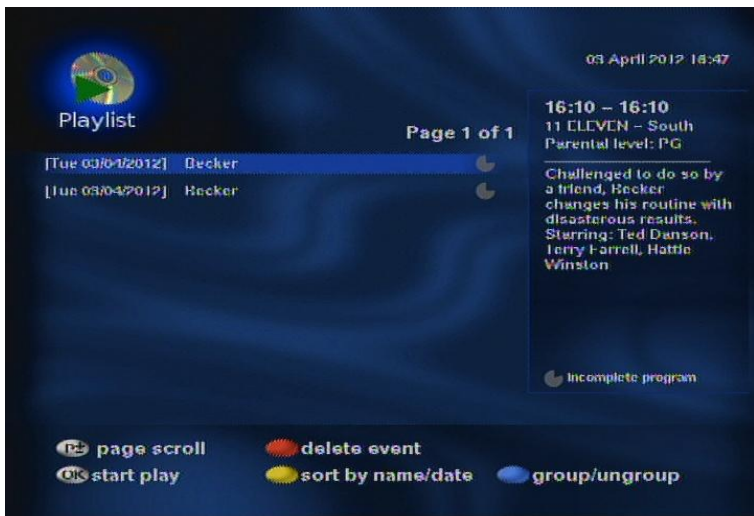 03 April 2012 16:47
Playlist
Page 1 of 1
[Tue 03/04/2012] Becker
[Tue 03/04/2012] Becker
16:10 – 16:10
11 ELEVEN – South
Parental level: PG
Challenged to do so by
a friend, Becker
changes his routine with
disasterous results.
Starring: Ted Danson,
Terry Farrell, Hattie
Winston
Incomplete program
P± page scroll
delete event
OK start play
sort by name/date
group/ungroup